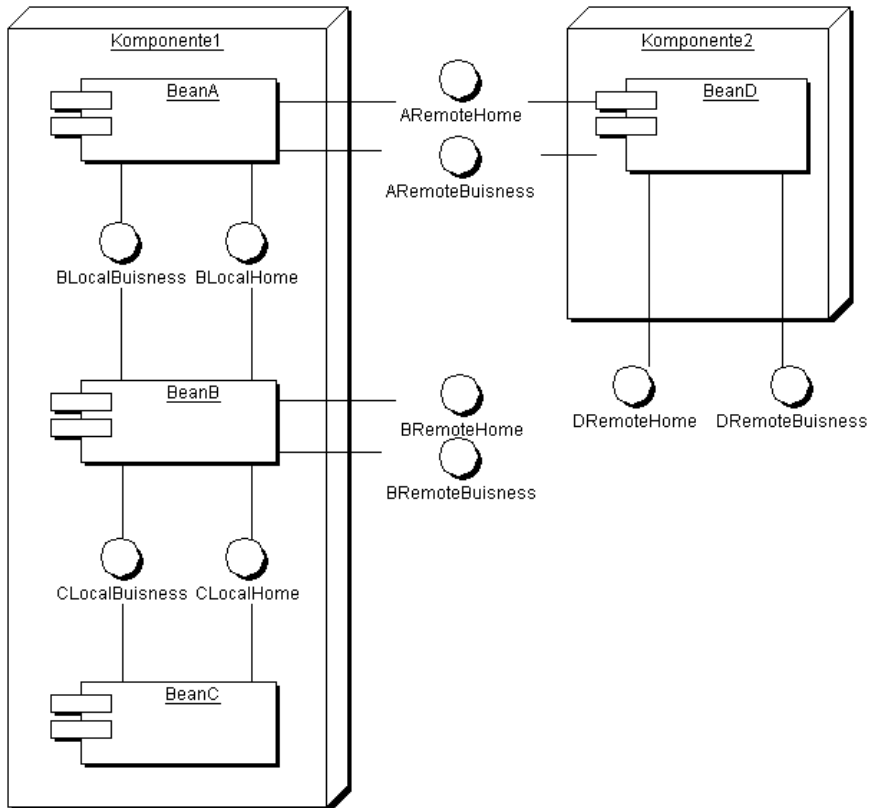 Komponente1
Komponente2
BeanA
BeanD
ARemoteHome
ARemoteBuisness
BLocalBuisness BLocalHome
BeanB
BRemoteHome
DRemoteHome DRemoteBuisness
BRemoteBuisness
CLocalBuisness CLocalHome
BeanC